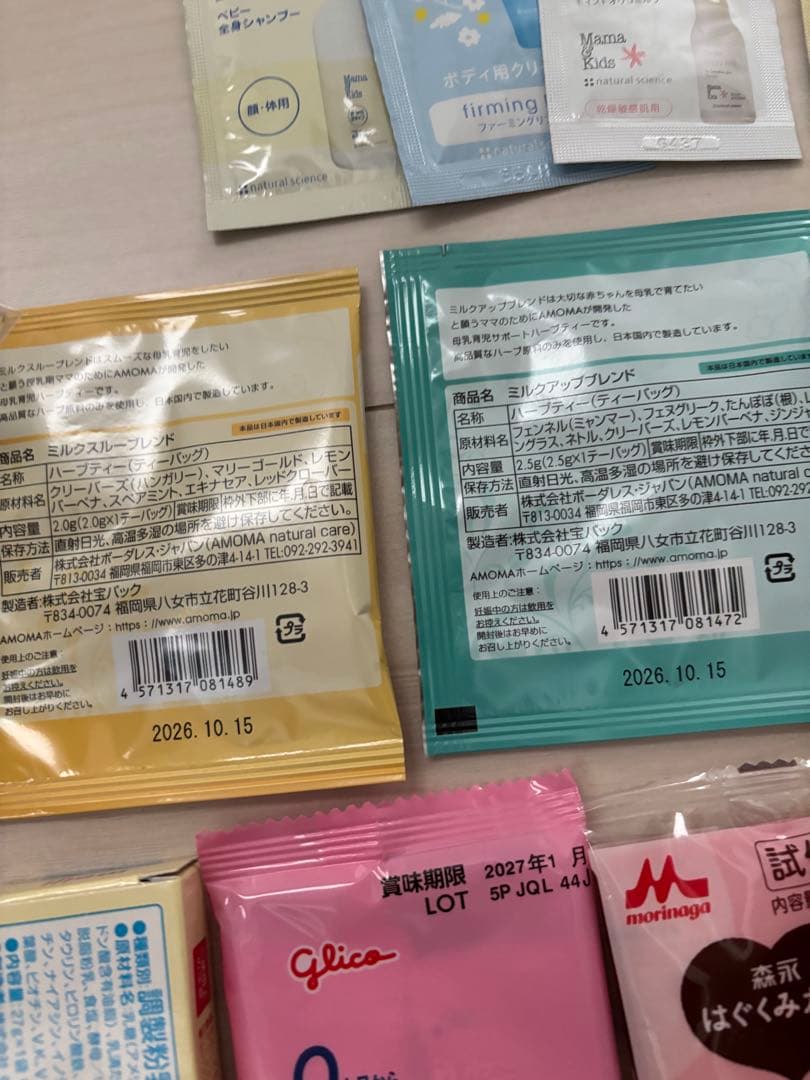 ベビー
全身シャンプー
顔・体用
Mama
&
Kids
natural science
ボディ用クリ
firming
ファーミング
natural
Mama
&
Kids
natural science
乾燥敏感肌用
ミルクスルーブレンドはスムーズな母乳育児をしたい
と願う授乳期ママのためにAMOMAが開発した
母乳育児ハーブティーです。
高品質なハーブ原料のみを使用し、日本国内で製造しています。
本品は日本国内で製造しています
商品名 ミルクスルーブレンド
名称 ハーブティー(ティーバッグ)
原材料名 クリーバーズ(ハンガリー)、マリーゴールド、レモン
バーベナ、スペアミント、エキナセア、レッドクローバー
内容量 2.0g(2.0g×1テーバッグ) 賞味期限 枠外下部に年、月、日で記載
保存方法 直射日光、高温多湿の場所を避け保存してください。
販売者 株式会社ボーダレス・ジャパン(AMOMA natural care)
〒813-0034 福岡県福岡市東区多の津4-14-1 TEL:092-292-3941
製造者:株式会社宝パック
〒834-0074 福岡県八女市立花町谷川128-3
AMOMAホームページ:https://www.amoma.jp
使用上のご注意:
妊娠中の方は飲用を
お控えください。
開封後はお早めに
お召し上がりください。
プラ
4 571317 081489
2026.10.15
ミルクアップブレンドは大切な赤ちゃんを母乳で育てたい
と願うママのためにAMOMAが開発した
母乳育児サポートハーブティーです。
高品質なハーブ原料のみを使用し、日本国内で製造しています。
本品は日本国内で製造してい
商品名 ミルクアップブレンド
名称 ハーブティー(ティーバッグ)
原材料名 フェンネル(ミャンマー)、フェヌグリーク、たんぽぽ(根)、レ
ングラス、ネトル、クリーバーズ、レモンバーベナ、ジンジ
内容量 2.5g(2.5g×1テーバッグ) 賞味期限 枠外下部に年、月、日
保存方法 直射日光、高温多湿の場所を避け保存してくださ
販売者 株式会社ボーダレス・ジャパン(AMOMA natural ca
〒813-0034 福岡県福岡市東区多の津4-14-1 TEL:092-29
製造者:株式会社宝パック
〒834-0074 福岡県八女市立花町谷川128-3
AMOMAホームページ:https://www.amoma.jp
使用上のご注意:
妊娠中の方は飲用を
お控えください。
開封後はお早めに
お召し上がりください。
プラ
4 571317 081472
2026.10.15
●種類別 調製粉
●原材料名
●内容量 27g×1袋
賞味期限 2027年1月
LOT 5P JQL 44J
Glico
morinaga
内容量
森永
はぐくみ